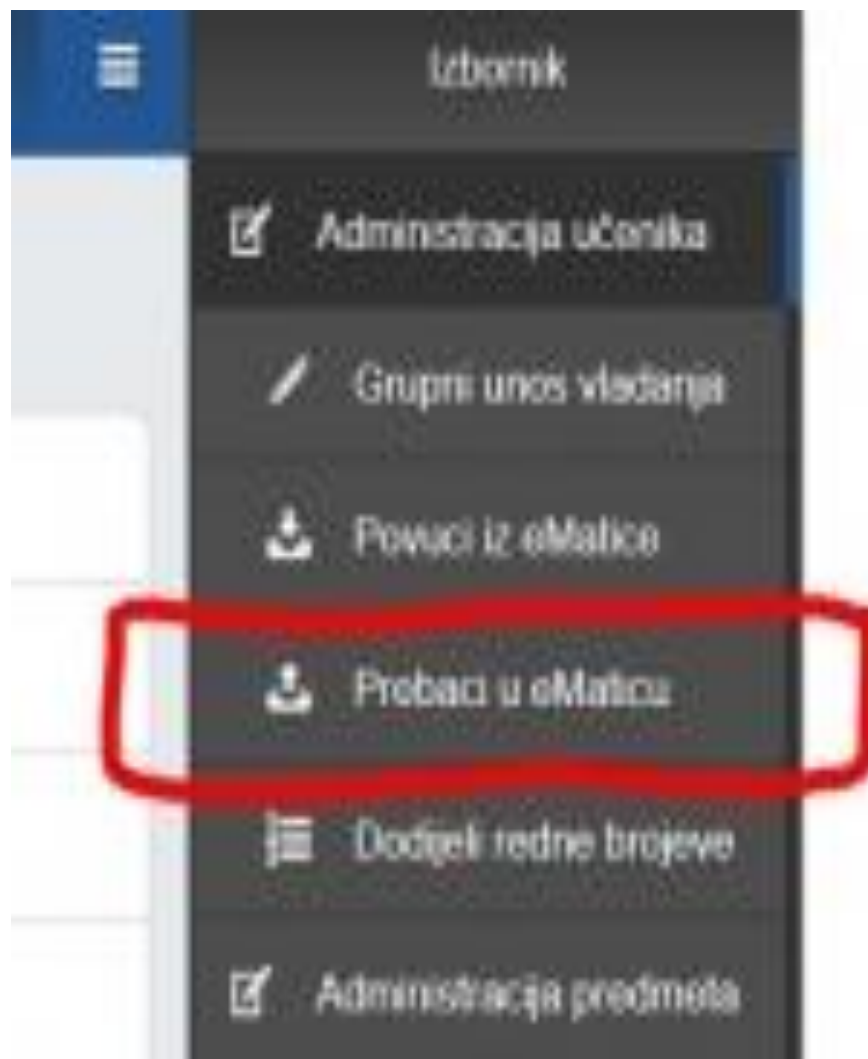 Izbornik
Administracija učenika
Grupni unos vladanja
Povuci iz eMatice
Prebaci u eMaticu
Dodijeli redne brojeve
Administracija predmeta